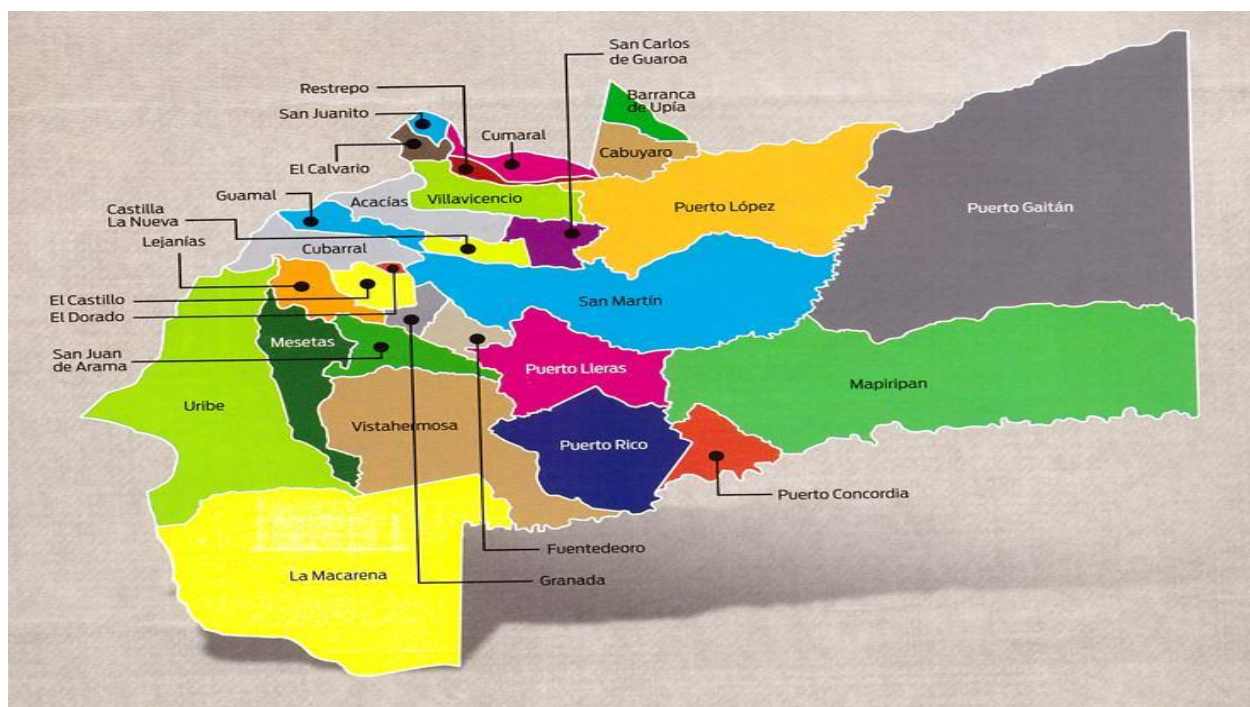 San Carlos
de Guaroa
Restrepo
Barranca
de Upía
San Juanito
Cumaral
Cabuyaro
El Calvario
Guamal
Acacías
Villavicencio
Puerto López
Puerto Gaitán
Castilla
La Nueva
Lejanías
Cubarral
El Castillo
San Martín
El Dorado
Mesetas
San Juan
de Arama
Puerto Lleras
Mapiripan
Uribe
Vistahermosa
Puerto Rico
Puerto Concordia
Fuentedeoro
La Macarena
Granada